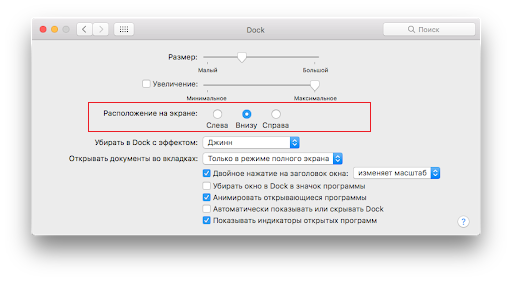 Dock
Поиск
Размер:
Малый Большой
Увеличение:
Минимальное Максимальное
Расположение на экране:
Слева Внизу Справа
Убирать в Dock с эффектом: Джинн
Открывать документы во вкладках: Только в режиме полного экрана
Двойное нажатие на заголовок окна: изменяет масштаб
Убирать окно в Dock в значок программы
Анимировать открывающиеся программы
Автоматически показывать или скрывать Dock
Показывать индикаторы открытых программ
?